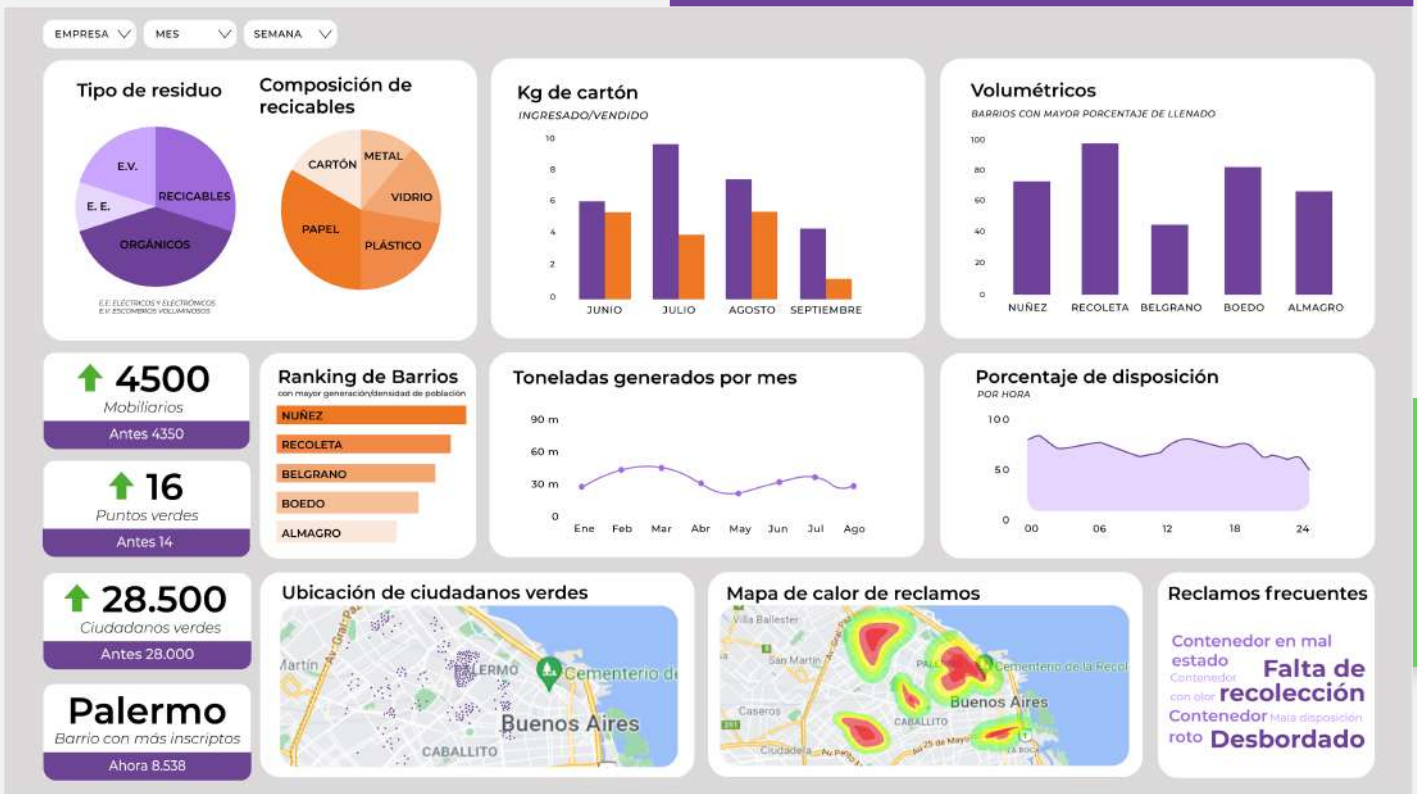 EMPRESA
MES
SEMANA
Tipo de residuo
E.V.
RECICABLES
E. E.
ORGÁNICOS
E.E: ELÉCTRICOS Y ELECTRÓNICOS
E.V: ESCOMBROS VOLUMINOSOS
Composición de
recicables
CARTÓN
METAL
VIDRIO
PAPEL
PLÁSTICO
Kg de cartón
INGRESADO/VENDIDO
10
8
6
4
2
0
JUNIO JULIO AGOSTO SEPTIEMBRE
Volumétricos
BARRIOS CON MAYOR PORCENTAJE DE LLENADO
100
80
60
40
20
0
NUÑEZ RECOLETA BELGRANO BOEDO ALMAGRO
4500
Mobiliarios
Antes 4350
16
Puntos verdes
Antes 14
Ranking de Barrios
con mayor generación/densidad de población
NUÑEZ
RECOLETA
BELGRANO
BOEDO
ALMAGRO
Toneladas generados por mes
90 m
60 m
30 m
0
Ene Feb Mar Abr May Jun Jul Ago
Porcentaje de disposición
POR HORA
100
50
0
00 06 12 18 24
28.500
Ciudadanos verdes
Antes 28.000
Palermo
Barrio con más inscriptos
Ahora 8.538
Ubicación de ciudadanos verdes
Av. Gral. Paz
Martín
Cementerio de
Buenos Aires
CABALLITO
Mapa de calor de reclamos
Villa Ballester
San Martín
Cementerio de la Recol
Buenos Aires
Caseros
CABALLITO
Ciudadela
Au 25 de Mayo
LA BOCA
Reclamos frecuentes
Contenedor en mal
estado
Falta de
Contenedor
con olor
recolección
Contenedor
Mala disposición
roto
Desbordado